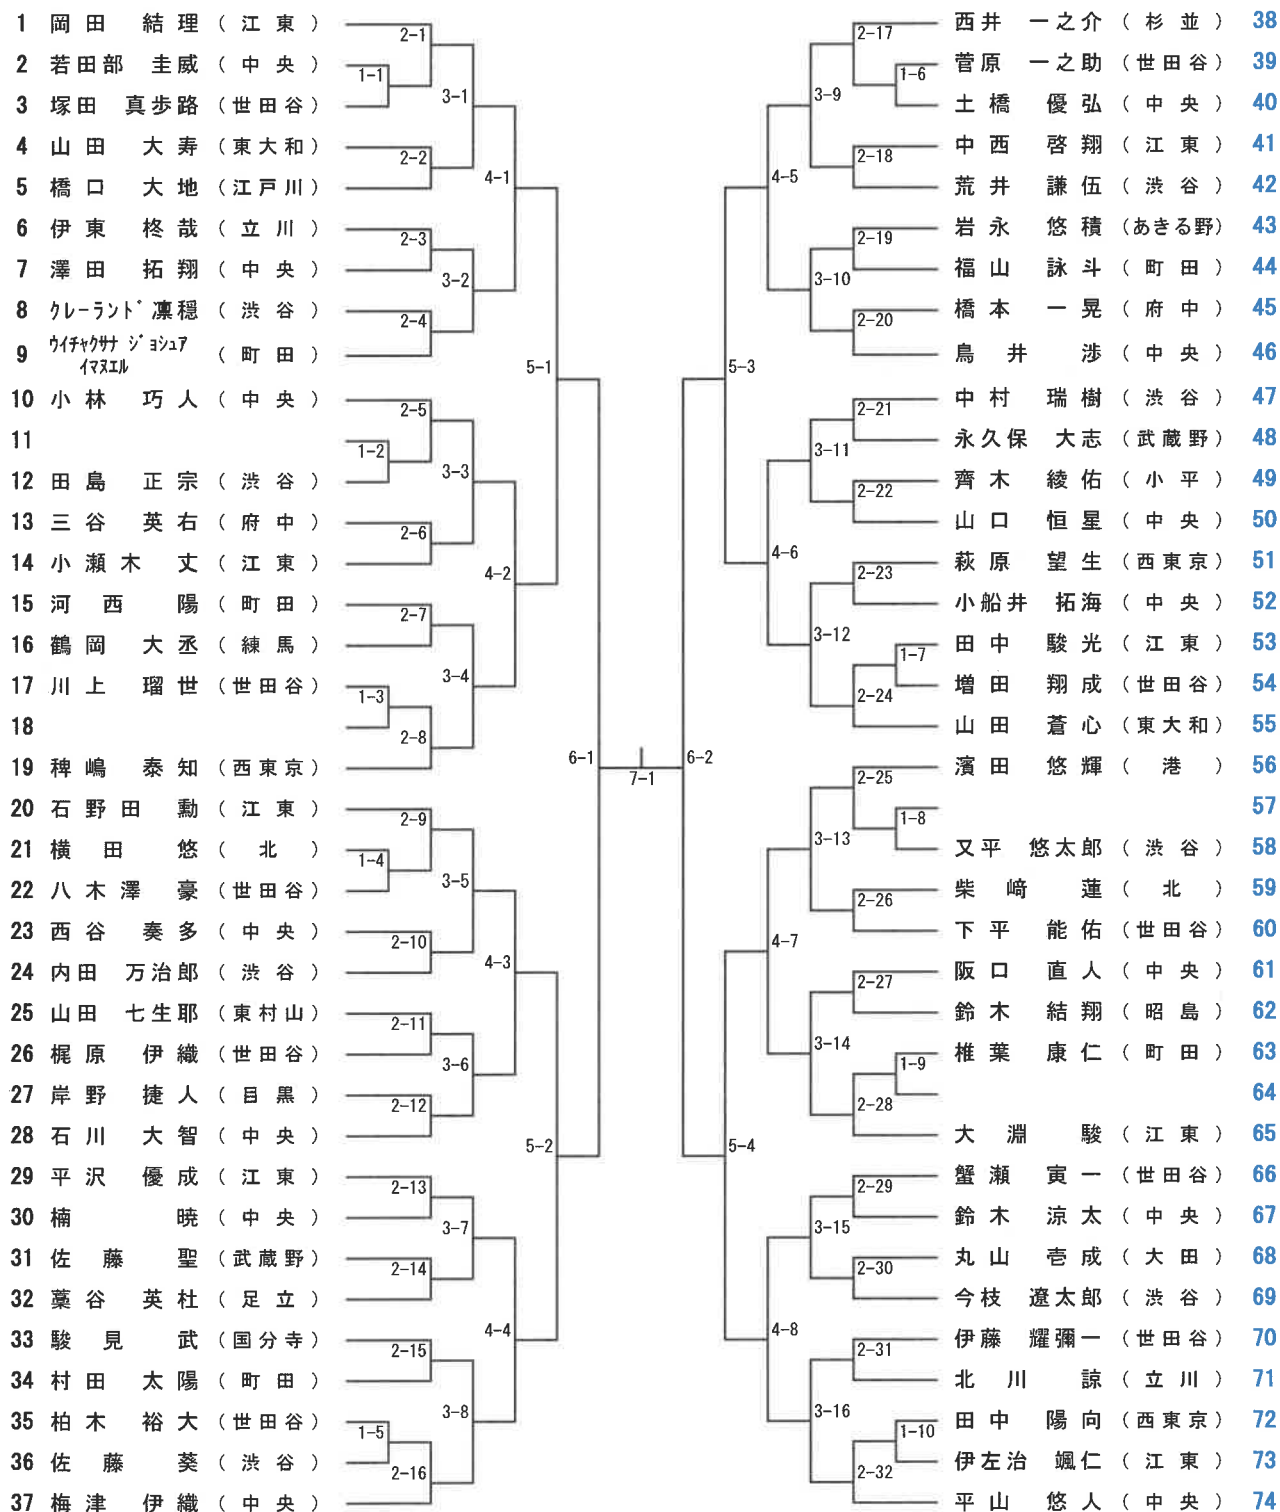 1 岡田 結理 (江東)
2 若田部 圭威 (中央)
3 塚田 真歩路 (世田谷)
4 山田 大寿 (東大和)
5 橋口 大地 (江戸川)
6 伊東 柊哉 (立川)
7 澤田 拓翔 (中央)
8 クレーランド 凛穏 (渋谷)
9 ウイチャクサナ ジョシュア イマヌエル (町田)
10 小林 巧人 (中央)
11
12 田島 正宗 (渋谷)
13 三谷 英右 (府中)
14 小瀬木 丈 (江東)
15 河西 陽 (町田)
16 鶴岡 大丞 (練馬)
17 川上 瑠世 (世田谷)
18
19 稗嶋 泰知 (西東京)
20 石野田 勳 (江東)
21 横田 悠 (北)
22 八木澤 豪 (世田谷)
23 西谷 奏多 (中央)
24 内田 万治郎 (渋谷)
25 山田 七生耶 (東村山)
26 梶原 伊織 (世田谷)
27 岸野 捷人 (目黒)
28 石川 大智 (中央)
29 平沢 優成 (江東)
30 楠 暁 (中央)
31 佐藤 聖 (武蔵野)
32 藁谷 英杜 (足立)
33 駿見 武 (国分寺)
34 村田 太陽 (町田)
35 柏木 裕大 (世田谷)
36 佐藤 葵 (渋谷)
37 梅津 伊織 (中央)
1-1
1-2
1-3
1-4
1-5
2-1
2-2
2-3
2-4
2-5
2-6
2-7
2-8
2-9
2-10
2-11
2-12
2-13
2-14
2-15
2-16
3-1
3-2
3-3
3-4
3-5
3-6
3-7
3-8
4-1
4-2
4-3
4-4
5-1
5-2
6-1
7-1
6-2
5-3
5-4
4-5
4-6
4-7
4-8
3-9
3-10
3-11
3-12
3-13
3-14
3-15
3-16
2-17
2-18
2-19
2-20
2-21
2-22
2-23
2-24
2-25
2-26
2-27
2-28
2-29
2-30
2-31
2-32
1-6
1-7
1-8
1-9
1-10
西井 一之介 (杉並) 38
菅原 一之助 (世田谷) 39
土橋 優弘 (中央) 40
中西 啓翔 (江東) 41
荒井 謙伍 (渋谷) 42
岩永 悠積 (あきる野) 43
福山 詠斗 (町田) 44
橋本 一晃 (府中) 45
鳥井 渉 (中央) 46
中村 瑞樹 (渋谷) 47
永久保 大志 (武蔵野) 48
齊木 綾佑 (小平) 49
山口 恒星 (中央) 50
萩原 望生 (西東京) 51
小船井 拓海 (中央) 52
田中 駿光 (江東) 53
増田 翔成 (世田谷) 54
山田 蒼心 (東大和) 55
濱田 悠輝 (港) 56
57
又平 悠太郎 (渋谷) 58
柴﨑 蓮 (北) 59
下平 能佑 (世田谷) 60
阪口 直人 (中央) 61
鈴木 結翔 (昭島) 62
椎葉 康仁 (町田) 63
64
大淵 駿 (江東) 65
蟹瀬 寅一 (世田谷) 66
鈴木 涼太 (中央) 67
丸山 壱成 (大田) 68
今枝 遼太郎 (渋谷) 69
伊藤 耀彌一 (世田谷) 70
北川 諒 (立川) 71
田中 陽向 (西東京) 72
伊左治 颯仁 (江東) 73
平山 悠人 (中央) 74